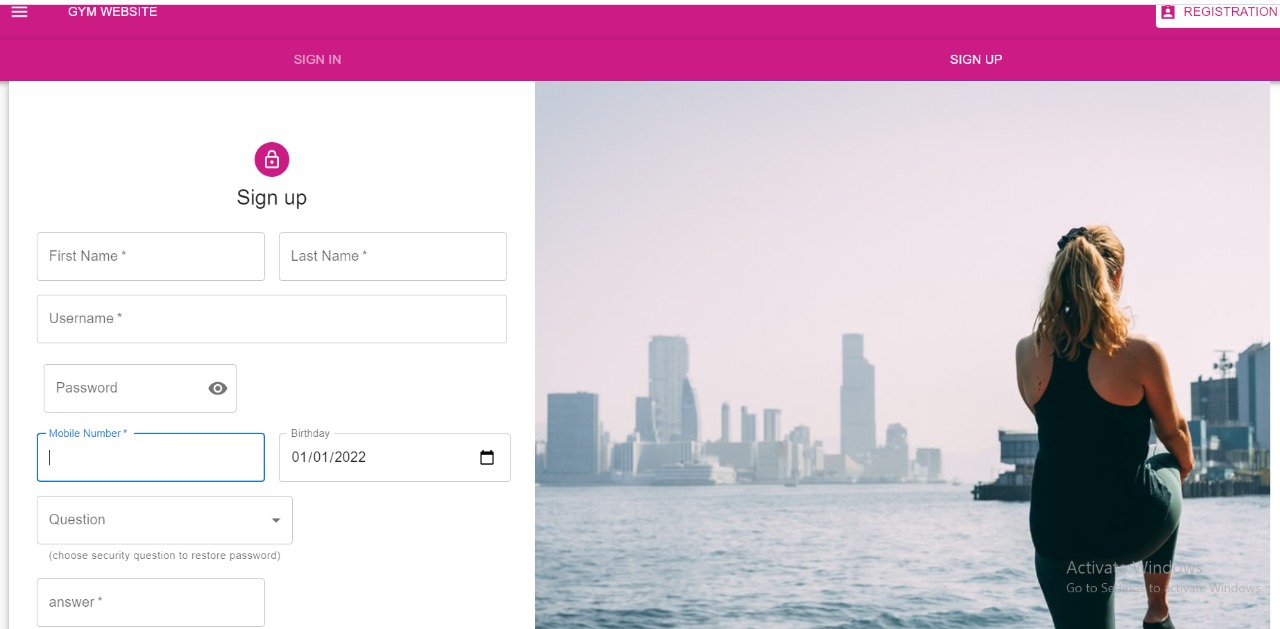 GYM WEBSITE
REGISTRATION
SIGN IN
SIGN UP
Sign up
First Name *
Last Name *
Username *
Password
Mobile Number *
Birthday
01/01/2022
Question
(choose security question to restore password)
answer *
Activate Windows
Go to Settings to activate Windows.